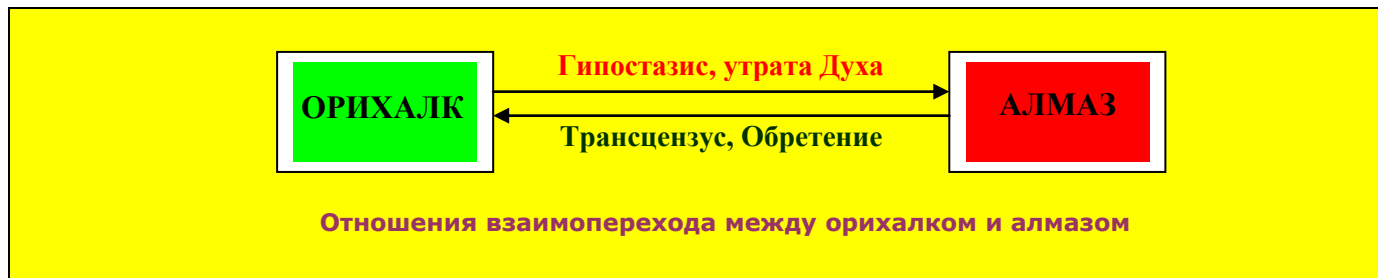 Гипостазис, утрата Духа
ОРИХАЛК
АЛМАЗ
Трансцензус, Обретение
Отношения взаимоперехода между орихалком и алмазом